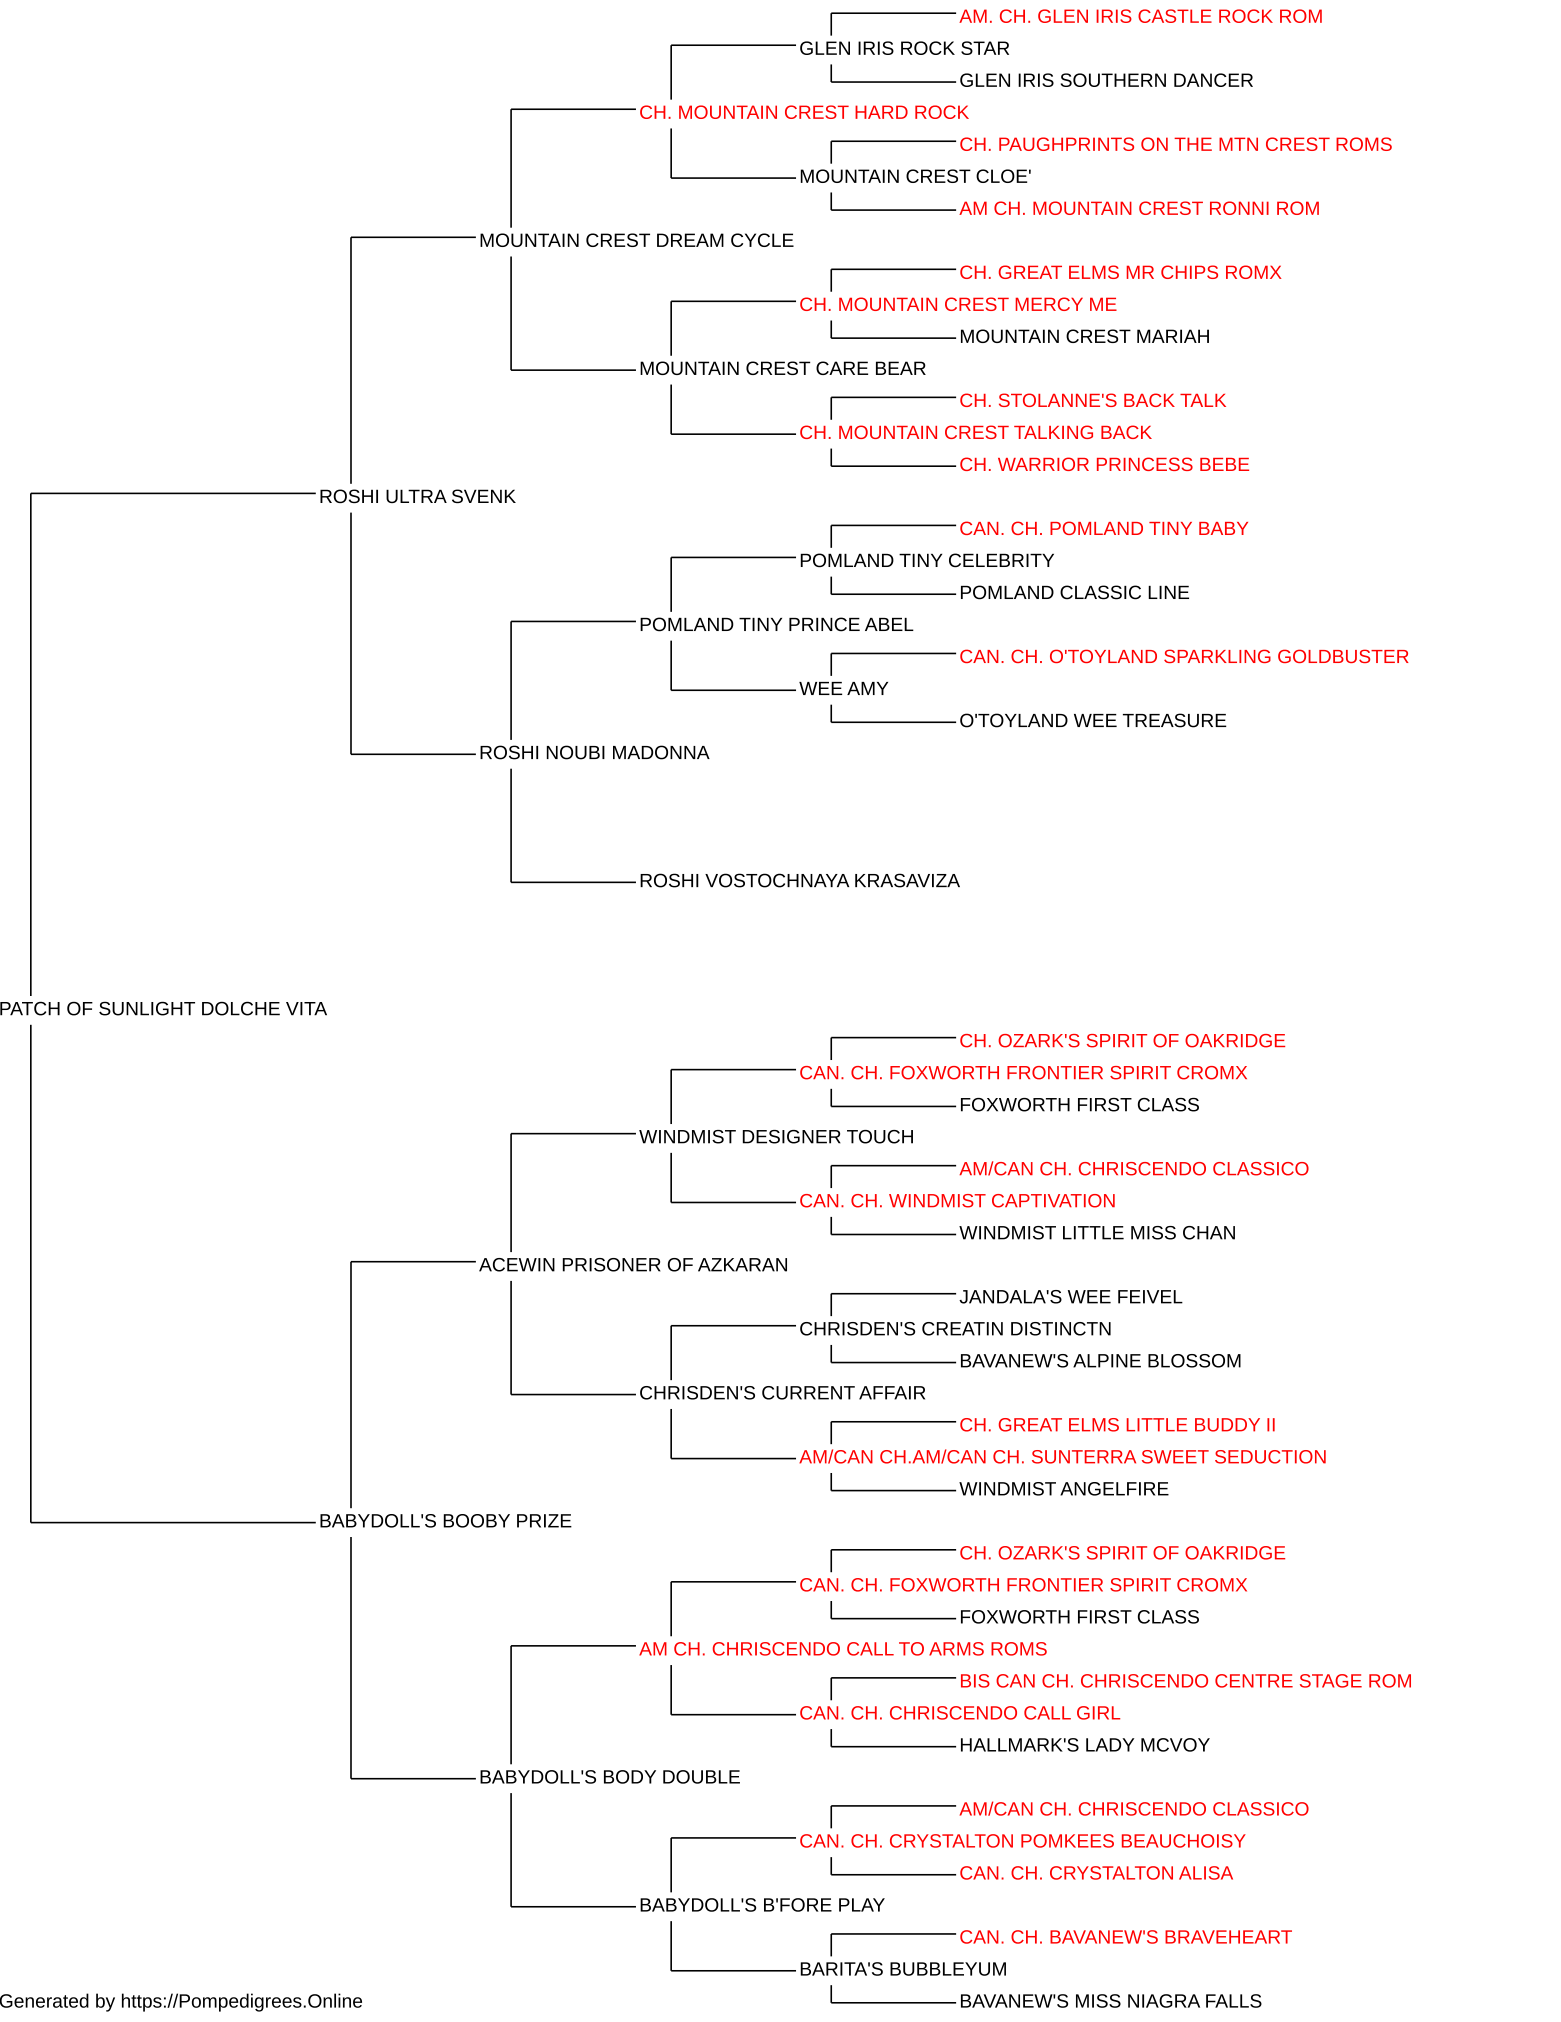 AM. CH. GLEN IRIS CASTLE ROCK ROM
GLEN IRIS ROCK STAR
GLEN IRIS SOUTHERN DANCER
CH. MOUNTAIN CREST HARD ROCK
CH. PAUGHPRINTS ON THE MTN CREST ROMS
MOUNTAIN CREST CLOE'
AM CH. MOUNTAIN CREST RONNI ROM
MOUNTAIN CREST DREAM CYCLE
CH. GREAT ELMS MR CHIPS ROMX
CH. MOUNTAIN CREST MERCY ME
MOUNTAIN CREST MARIAH
MOUNTAIN CREST CARE BEAR
CH. STOLANNE'S BACK TALK
CH. MOUNTAIN CREST TALKING BACK
CH. WARRIOR PRINCESS BEBE
ROSHI ULTRA SVENK
CAN. CH. POMLAND TINY BABY
POMLAND TINY CELEBRITY
POMLAND CLASSIC LINE
POMLAND TINY PRINCE ABEL
CAN. CH. O'TOYLAND SPARKLING GOLDBUSTER
WEE AMY
O'TOYLAND WEE TREASURE
ROSHI NOUBI MADONNA
ROSHI VOSTOCHNAYA KRASAVIZA
PATCH OF SUNLIGHT DOLCHE VITA
CH. OZARK'S SPIRIT OF OAKRIDGE
CAN. CH. FOXWORTH FRONTIER SPIRIT CROMX
FOXWORTH FIRST CLASS
WINDMIST DESIGNER TOUCH
AM/CAN CH. CHRISCENDO CLASSICO
CAN. CH. WINDMIST CAPTIVATION
WINDMIST LITTLE MISS CHAN
ACEWIN PRISONER OF AZKARAN
JANDALA'S WEE FEIVEL
CHRISDEN'S CREATIN DISTINCTN
BAVANEW'S ALPINE BLOSSOM
CHRISDEN'S CURRENT AFFAIR
CH. GREAT ELMS LITTLE BUDDY II
AM/CAN CH.AM/CAN CH. SUNTERRA SWEET SEDUCTION
WINDMIST ANGELFIRE
BABYDOLL'S BOOBY PRIZE
CH. OZARK'S SPIRIT OF OAKRIDGE
CAN. CH. FOXWORTH FRONTIER SPIRIT CROMX
FOXWORTH FIRST CLASS
AM CH. CHRISCENDO CALL TO ARMS ROMS
BIS CAN CH. CHRISCENDO CENTRE STAGE ROM
CAN. CH. CHRISCENDO CALL GIRL
HALLMARK'S LADY MCVOY
BABYDOLL'S BODY DOUBLE
AM/CAN CH. CHRISCENDO CLASSICO
CAN. CH. CRYSTALTON POMKEES BEAUCHOISY
CAN. CH. CRYSTALTON ALISA
BABYDOLL'S B'FORE PLAY
CAN. CH. BAVANEW'S BRAVEHEART
BARITA'S BUBBLEYUM
BAVANEW'S MISS NIAGRA FALLS
Generated by https://Pompedigrees.Online